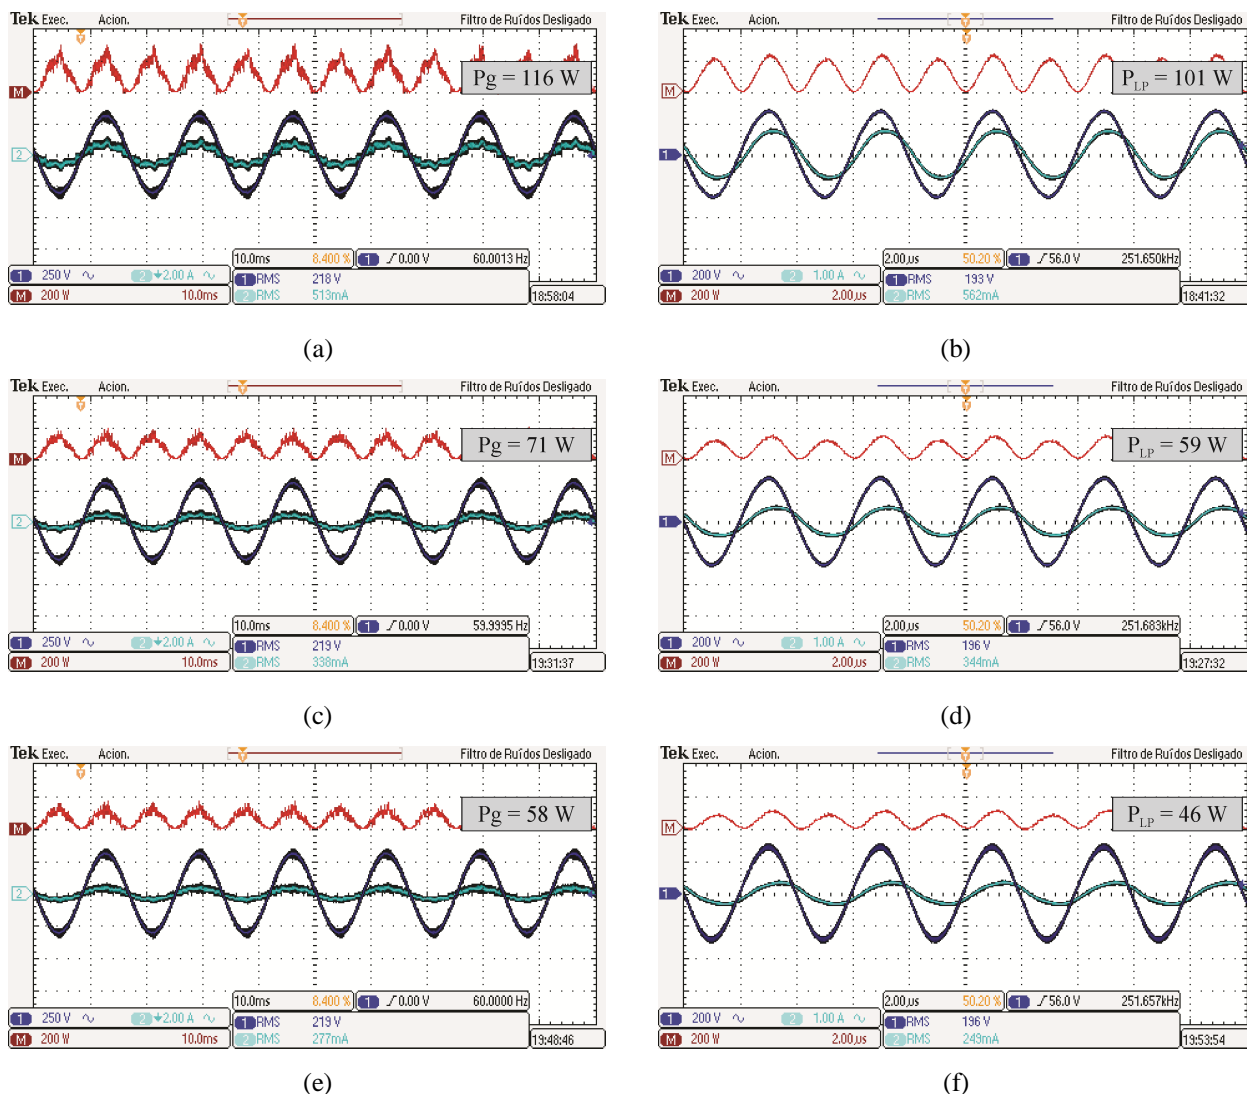 Tek Exec. Acion. Filtro de Ruídos Desligado
M Pg = 116 W
2
10.0ms 8.400 % 1 0.00 V 60.0013 Hz
1 250 V 2 2.00 A 1 RMS 218 V
M 200 W 10.0ms 2 RMS 513mA 18:58:04
(a)
Tek Exec. Acion. Filtro de Ruídos Desligado
M P_LP = 101 W
1
2.00µs 50.20 % 1 56.0 V 251.650kHz
1 200 V 2 1.00 A 1 RMS 193 V
M 200 W 2.00µs 2 RMS 562mA 18:41:32
(b)
Tek Exec. Acion. Filtro de Ruídos Desligado
M Pg = 71 W
2
10.0ms 8.400 % 1 0.00 V 59.9995 Hz
1 250 V 2 2.00 A 1 RMS 219 V
M 200 W 10.0ms 2 RMS 338mA 19:31:37
(c)
Tek Exec. Acion. Filtro de Ruídos Desligado
M P_LP = 59 W
1
2.00µs 50.20 % 1 56.0 V 251.683kHz
1 200 V 2 1.00 A 1 RMS 196 V
M 200 W 2.00µs 2 RMS 344mA 19:27:32
(d)
Tek Exec. Acion. Filtro de Ruídos Desligado
M Pg = 58 W
2
10.0ms 8.400 % 1 0.00 V 60.0000 Hz
1 250 V 2 2.00 A 1 RMS 219 V
M 200 W 10.0ms 2 RMS 277mA 19:48:46
(e)
Tek Exec. Acion. Filtro de Ruídos Desligado
M P_LP = 46 W
1
2.00µs 50.20 % 1 56.0 V 251.657kHz
1 200 V 2 1.00 A 1 RMS 196 V
M 200 W 2.00µs 2 RMS 249mA 19:53:54
(f)